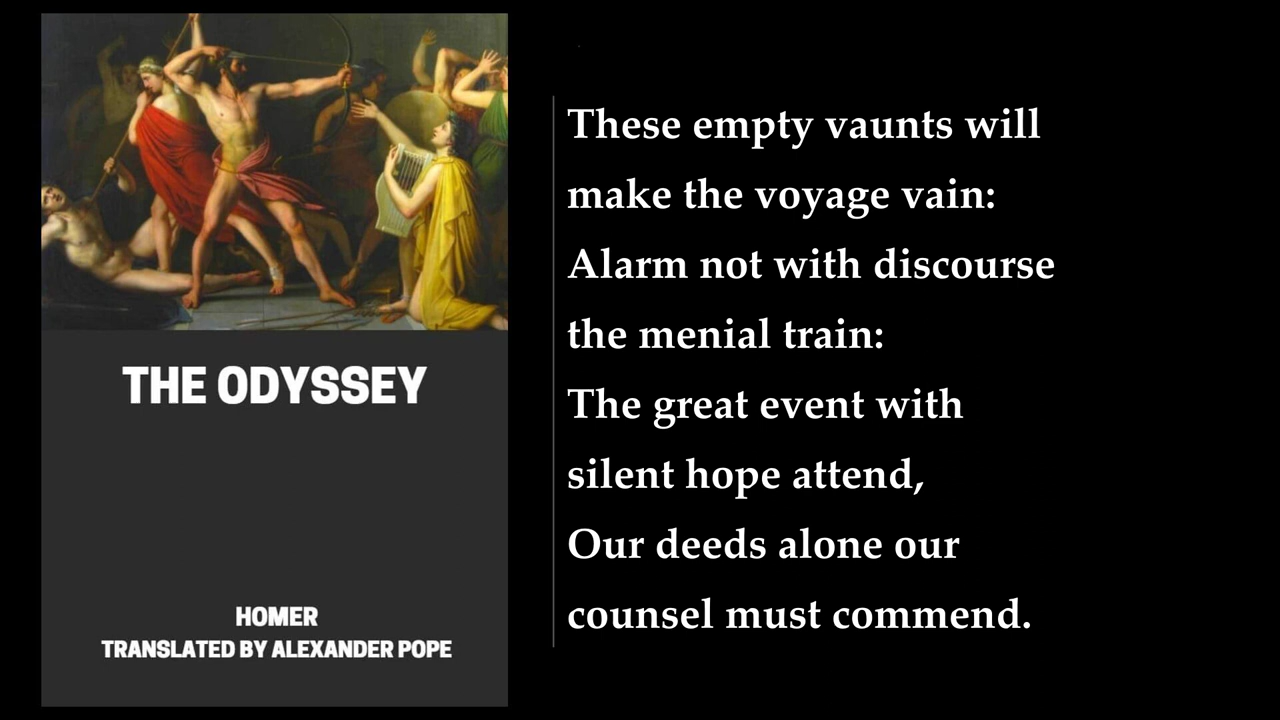 THE ODYSSEY
HOMER
TRANSLATED BY ALEXANDER POPE
These empty vaunts will
make the voyage vain:
Alarm not with discourse
the menial train:
The great event with
silent hope attend,
Our deeds alone our
counsel must commend.